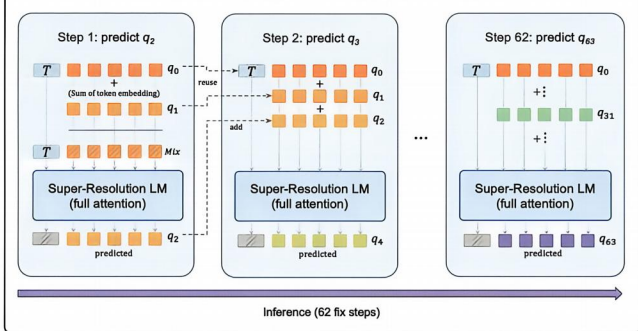 Step 1: predict q2
T q0
+
(Sum of token embedding)
q1
T Mix
Super-Resolution LM
(full attention)
q2
predicted
reuse
add
Step 2: predict q3
T q0
+
q1
+
q2
Super-Resolution LM
(full attention)
q4
predicted
...
Step 62: predict q63
T q0
+⋮
q31
+⋮
Super-Resolution LM
(full attention)
q63
predicted
Inference (62 fix steps)